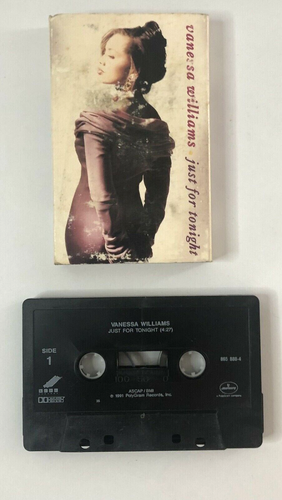 vanessa williams · just for tonight
VANESSA WILLIAMS
JUST FOR TONIGHT (4:27)
SIDE
1
ASCAP/BMI
℗ 1991 PolyGram Records, Inc.